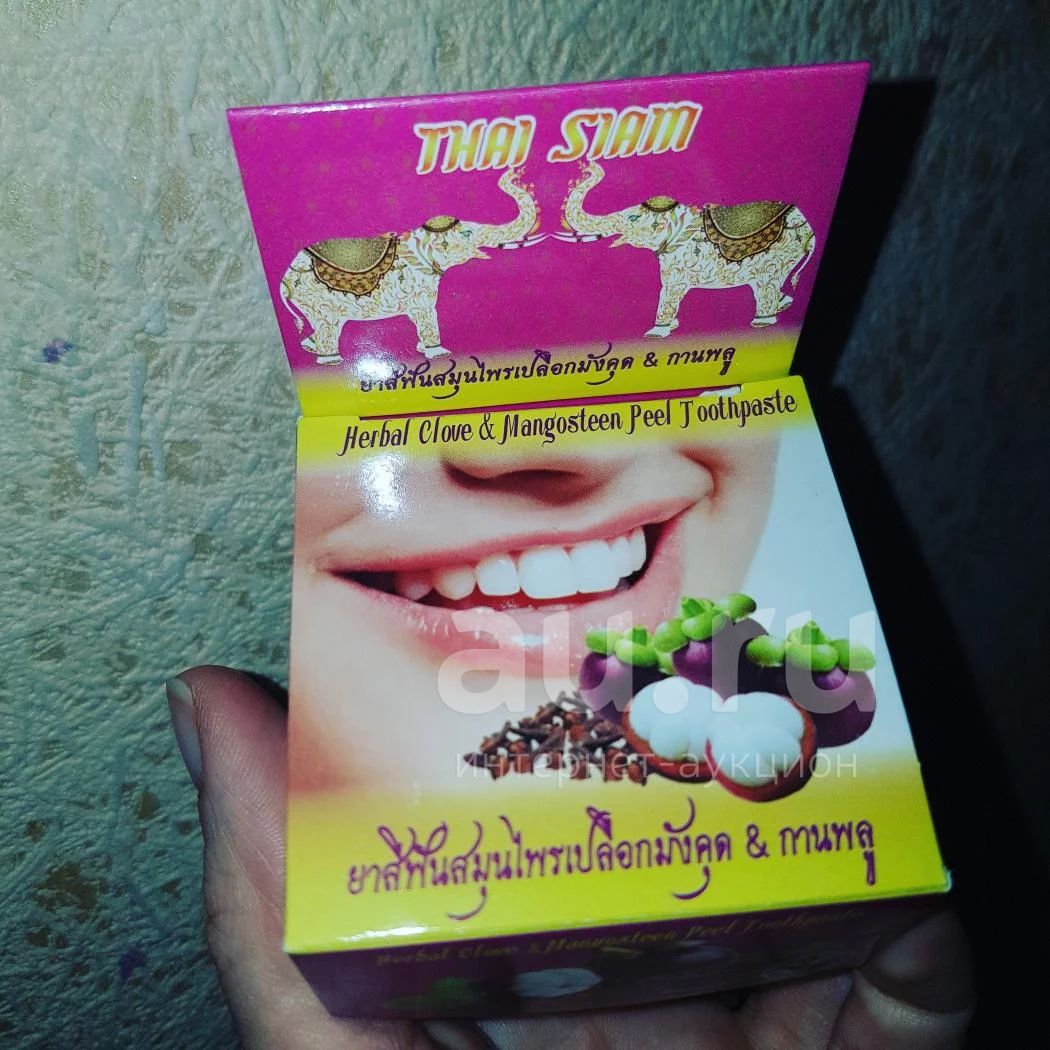 THAI SIAM
ยาสีฟันสมุนไพรเปลือกมังคุด & กานพลู
Herbal Clove & Mangosteen Peel Toothpaste
au.ru
интернет-аукцион
ยาสีฟันสมุนไพรเปลือกมังคุด & กานพลู
Herbal Clove & Mangosteen Peel Toothpaste